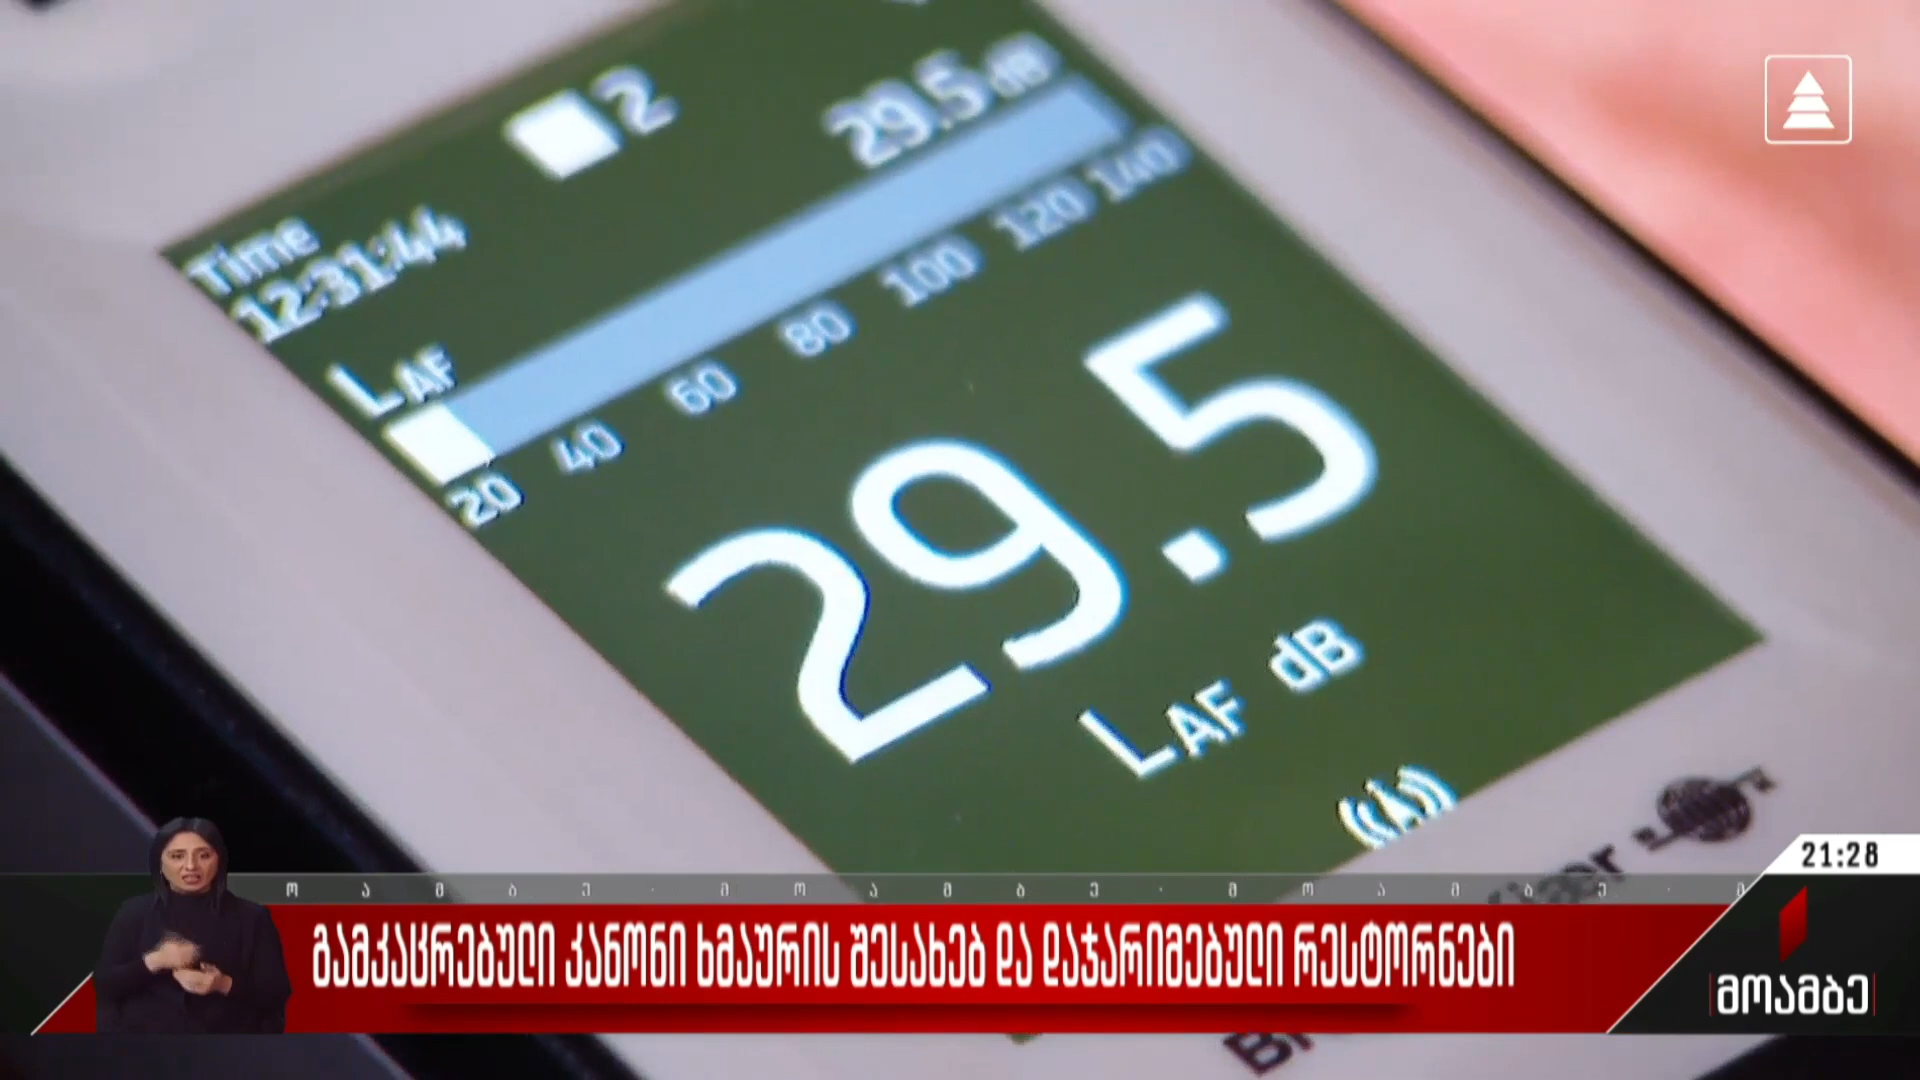 2
29.5 dB
Time
12:31:44
LAF
20 40 60 80 100 120 140
29.5
LAF dB
21:28
ო ა მ ბ ე · მ ო ა მ ბ ე · მ ო ა მ ბ ე · მ
გამკაცრებული კანონი ხმაურის შესახებ და დაჯარიმებული რესტორნები
მოამბე